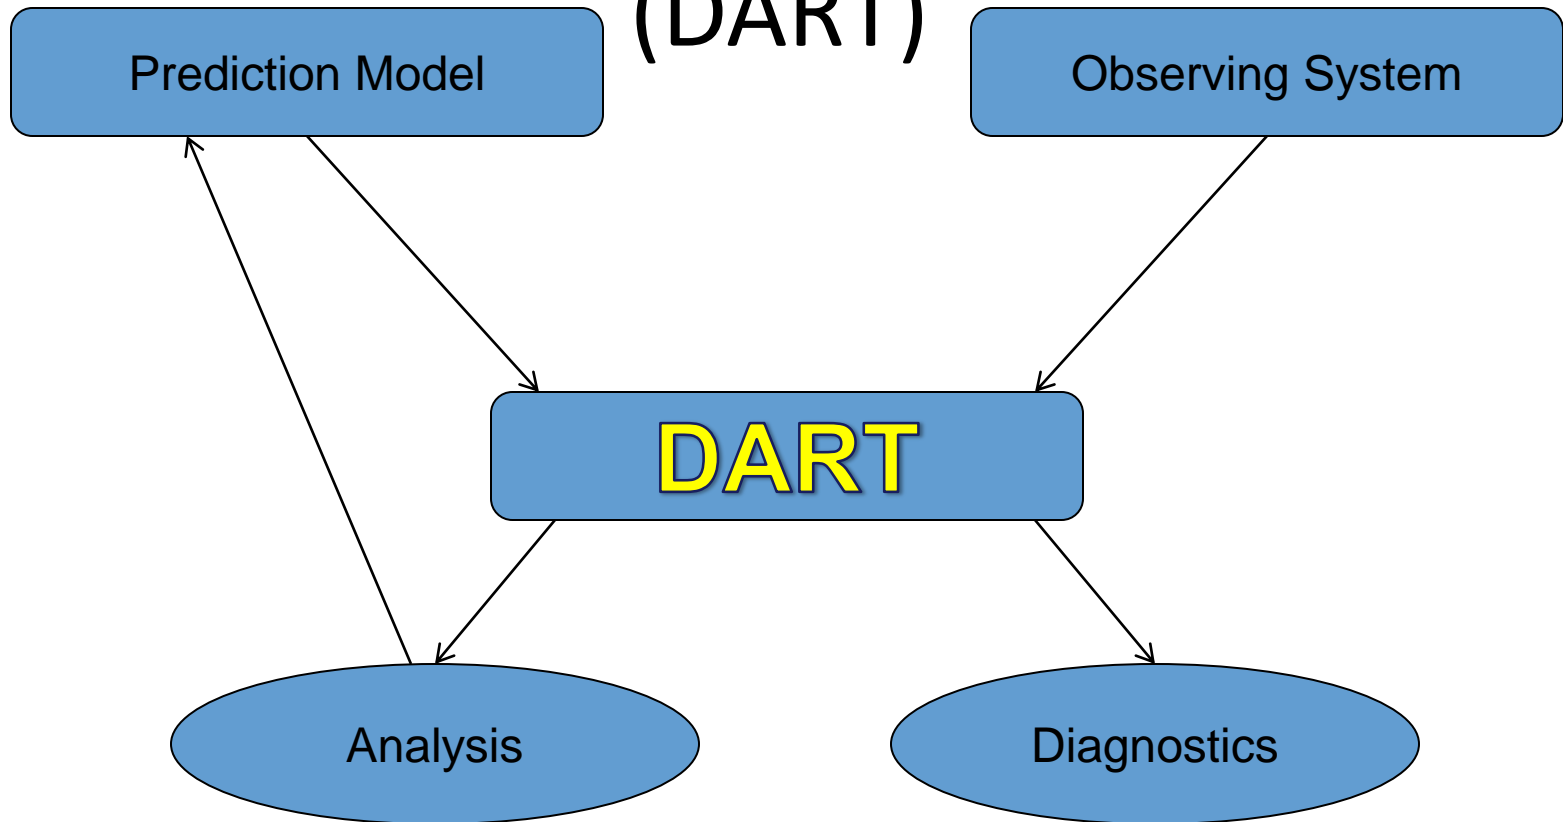 (DART)
Prediction Model
Observing System
DART
Analysis
Diagnostics